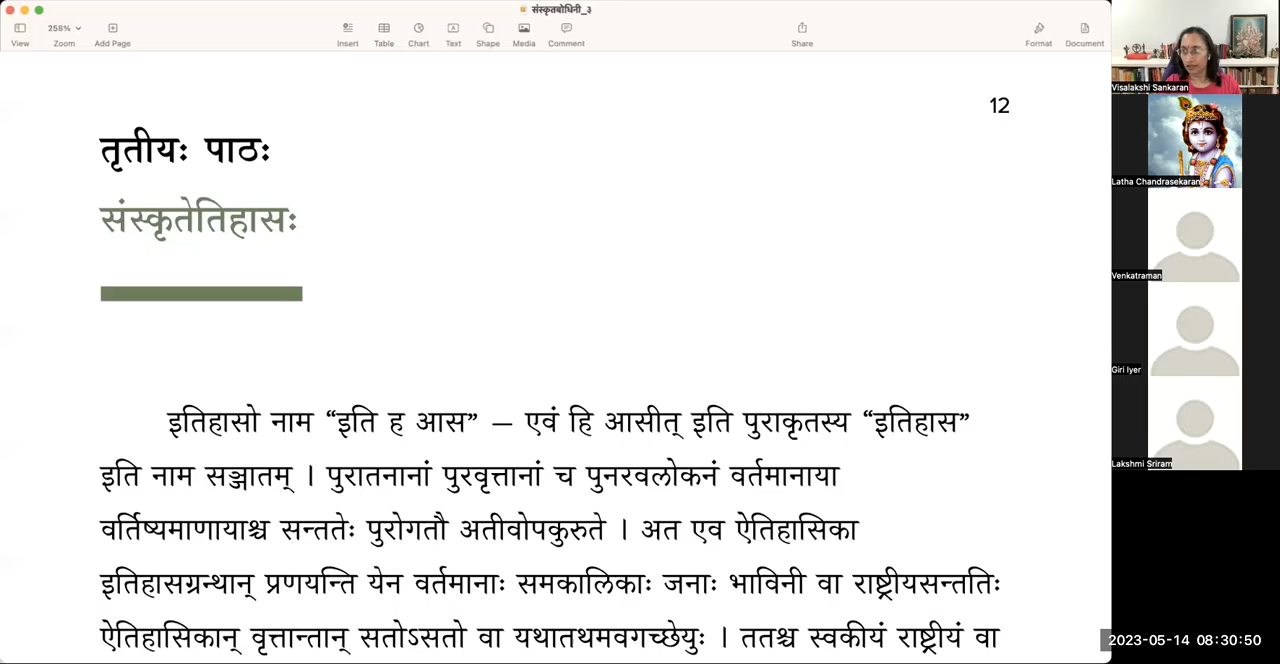 संस्कृतबोधिनी_३
258%
View Zoom Add Page Insert Table Chart Text Shape Media Comment Share Format Document
12
तृतीयः पाठः
संस्कृतेतिहासः
इतिहासो नाम “इति ह आस” – एवं हि आसीत् इति पुराकृतस्य “इतिहास”
इति नाम सञ्जातम् । पुरातनानां पुरवृत्तानां च पुनरवलोकनं वर्तमानाया
वर्तिष्यमाणायाश्च सन्ततेः पुरोगतौ अतीवोपकुरुते । अत एव ऐतिहासिका
इतिहासग्रन्थान् प्रणयन्ति येन वर्तमानाः समकालिकाः जनाः भाविनी वा राष्ट्रीयसन्ततिः
ऐतिहासिकान् वृत्तान्तान् सतोऽसतो वा यथातथमवगच्छेयुः । ततश्च स्वकीयं राष्ट्रीयं वा
Visalakshi Sankaran
Latha Chandrasekaran
Venkatraman
Giri Iyer
Lakshmi Sriram
2023-05-14 08:30:50